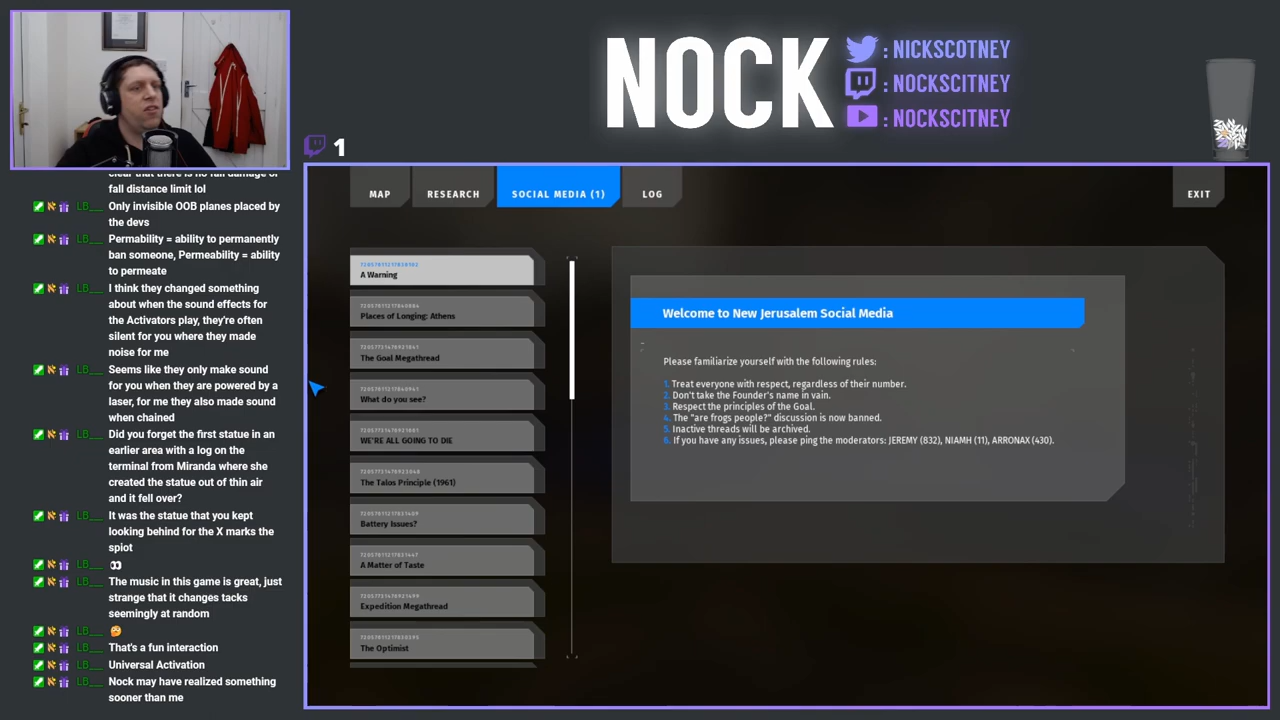 NOCK
: NICKSCOTNEY
: NOCKSCITNEY
: NOCKSCITNEY
1
clear that there is no fall damage or
fall distance limit lol
LB__ Only invisible OOB planes placed by
the devs
LB__ Permability = ability to permanently
ban someone, Permeability = ability
to permeate
LB__ I think they changed something
about when the sound effects for
the Activators play, they're often
silent for you where they made
noise for me
LB__ Seems like they only make sound
for you when they are powered by a
laser, for me they also made sound
when chained
LB__ Did you forget the first statue in an
earlier area with a log on the
terminal from Miranda where she
created the statue out of thin air
and it fell over?
LB__ It was the statue that you kept
looking behind for the X marks the
spiot
LB__ 👀
LB__ The music in this game is great, just
strange that it changes tacks
seemingly at random
LB__ 🤔
LB__ That's a fun interaction
LB__ Universal Activation
LB__ Nock may have realized something
sooner than me
MAP
RESEARCH
SOCIAL MEDIA (1)
LOG
EXIT
A Warning
Places of Longing: Athens
The Goal Megathread
What do you see?
WE'RE ALL GOING TO DIE
The Talos Principle (1961)
Battery Issues?
A Matter of Taste
Expedition Megathread
The Optimist
Welcome to New Jerusalem Social Media
Please familiarize yourself with the following rules:
1. Treat everyone with respect, regardless of their number.
2. Don't take the Founder's name in vain.
3. Respect the principles of the Goal.
4. The "are frogs people?" discussion is now banned.
5. Inactive threads will be archived.
6. If you have any issues, please ping the moderators: JEREMY (832), NIAMH (11), ARRONAX (430).